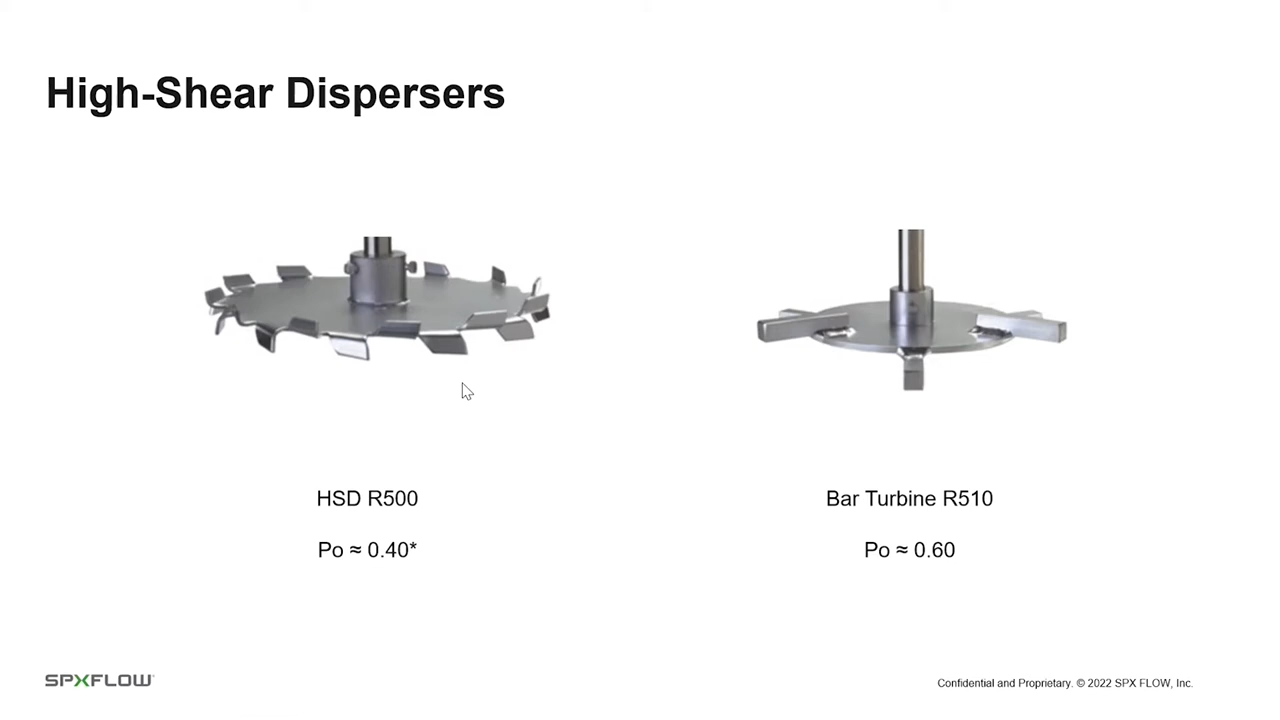 High-Shear Dispersers
HSD R500
Po ≈ 0.40*
Bar Turbine R510
Po ≈ 0.60
SPXFLOW
Confidential and Proprietary. © 2022 SPX FLOW, Inc.